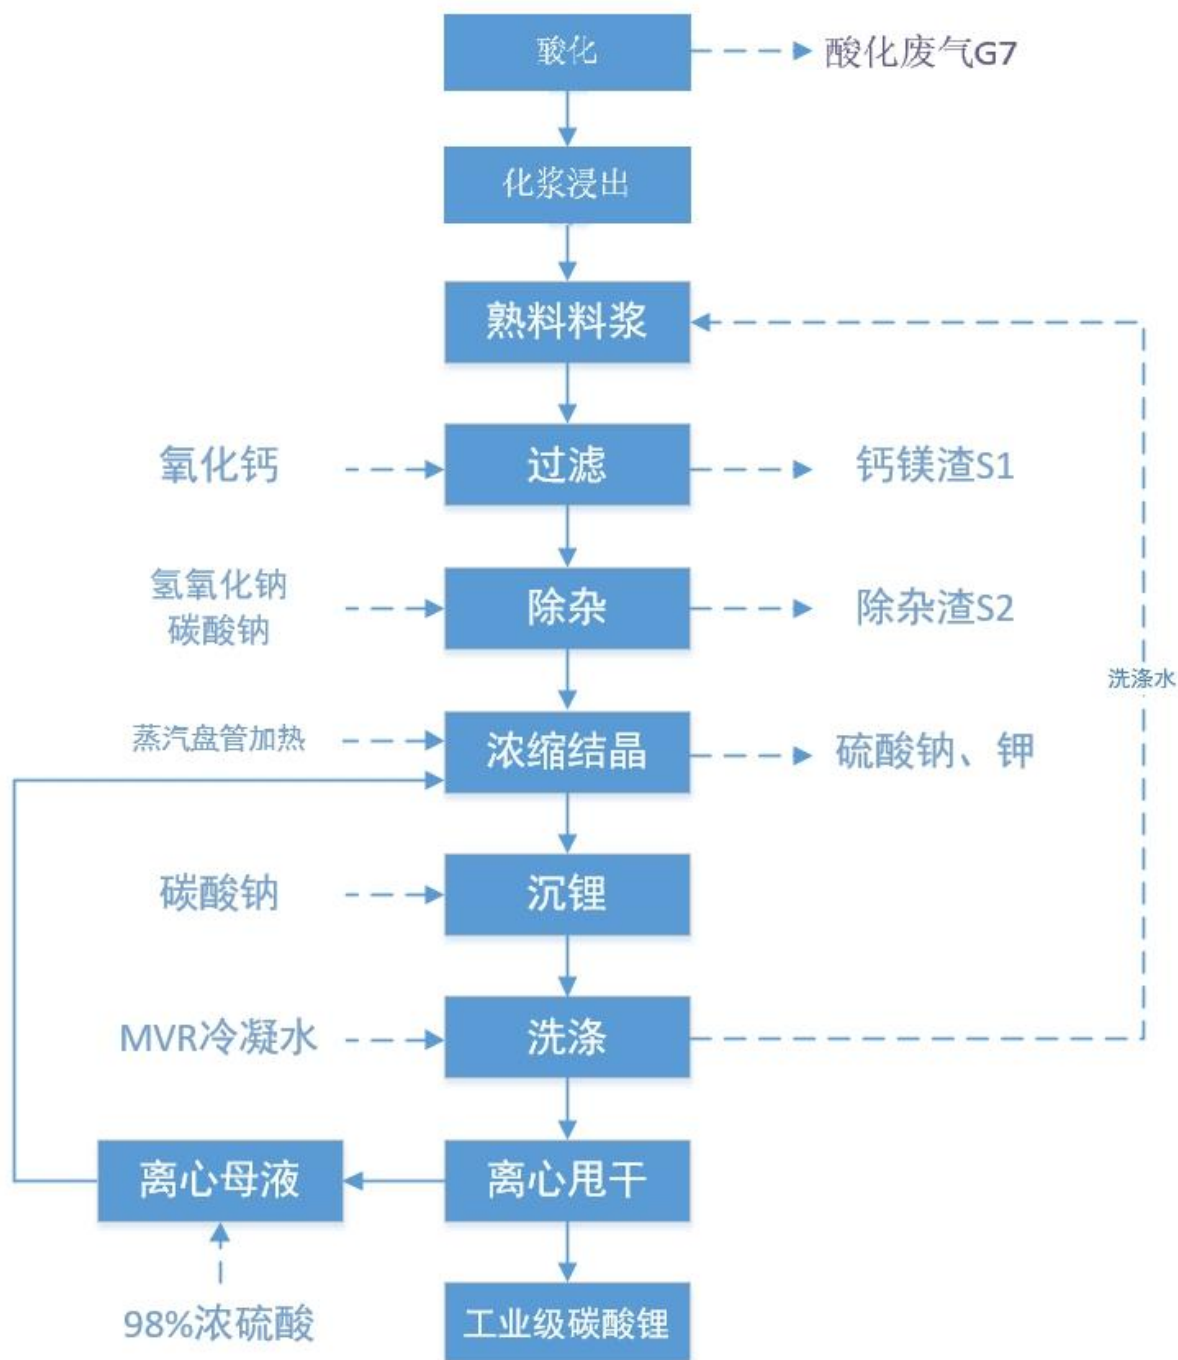 酸化
酸化废气G7
化浆浸出
熟料料浆
氧化钙
过滤
钙镁渣S1
氢氧化钠
碳酸钠
除杂
除杂渣S2
洗涤水
蒸汽盘管加热
浓缩结晶
硫酸钠、钾
碳酸钠
沉锂
MVR冷凝水
洗涤
离心母液
离心甩干
98%浓硫酸
工业级碳酸锂